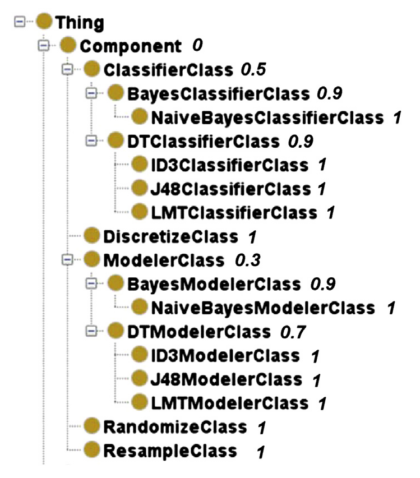 Thing
Component 0
ClassifierClass 0.5
BayesClassifierClass 0.9
NaiveBayesClassifierClass 1
DTClassifierClass 0.9
ID3ClassifierClass 1
J48ClassifierClass 1
LMTClassifierClass 1
DiscretizeClass 1
ModelerClass 0.3
BayesModelerClass 0.9
NaiveBayesModelerClass 1
DTModelerClass 0.7
ID3ModelerClass 1
J48ModelerClass 1
LMTModelerClass 1
RandomizeClass 1
ResampleClass 1